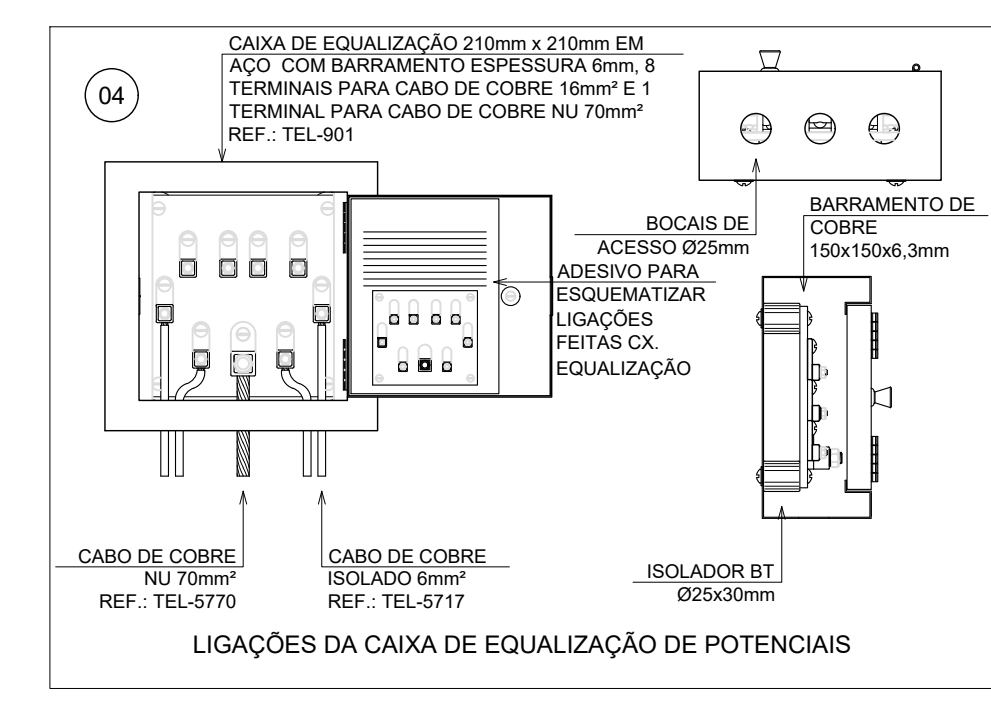 04
CAIXA DE EQUALIZAÇÃO 210mm x 210mm EM
AÇO COM BARRAMENTO ESPESSURA 6mm, 8
TERMINAIS PARA CABO DE COBRE 16mm² E 1
TERMINAL PARA CABO DE COBRE NU 70mm²
REF.: TEL-901
BOCAIS DE
ACESSO Ø25mm
BARRAMENTO DE
COBRE
150x150x6,3mm
ADESIVO PARA
ESQUEMATIZAR
LIGAÇÕES
FEITAS CX.
EQUALIZAÇÃO
CABO DE COBRE
NU 70mm²
REF.: TEL-5770
CABO DE COBRE
ISOLADO 6mm²
REF.: TEL-5717
ISOLADOR BT
Ø25x30mm
LIGAÇÕES DA CAIXA DE EQUALIZAÇÃO DE POTENCIAIS